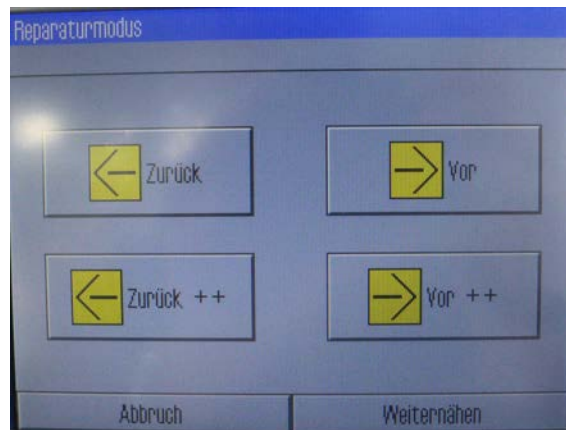 Reparaturmodus
Zurück
Vor
Zurück ++
Vor ++
Abbruch
Weiternähen